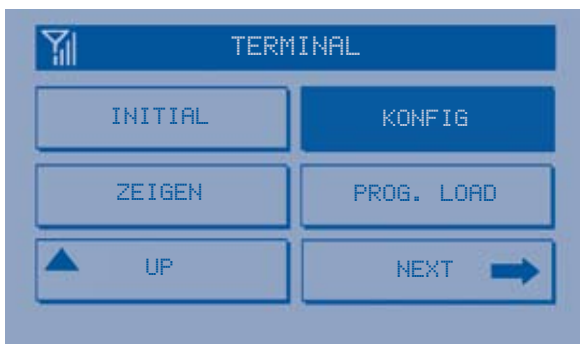 TERMINAL
INITIAL KONFIG
ZEIGEN PROG. LOAD
UP NEXT